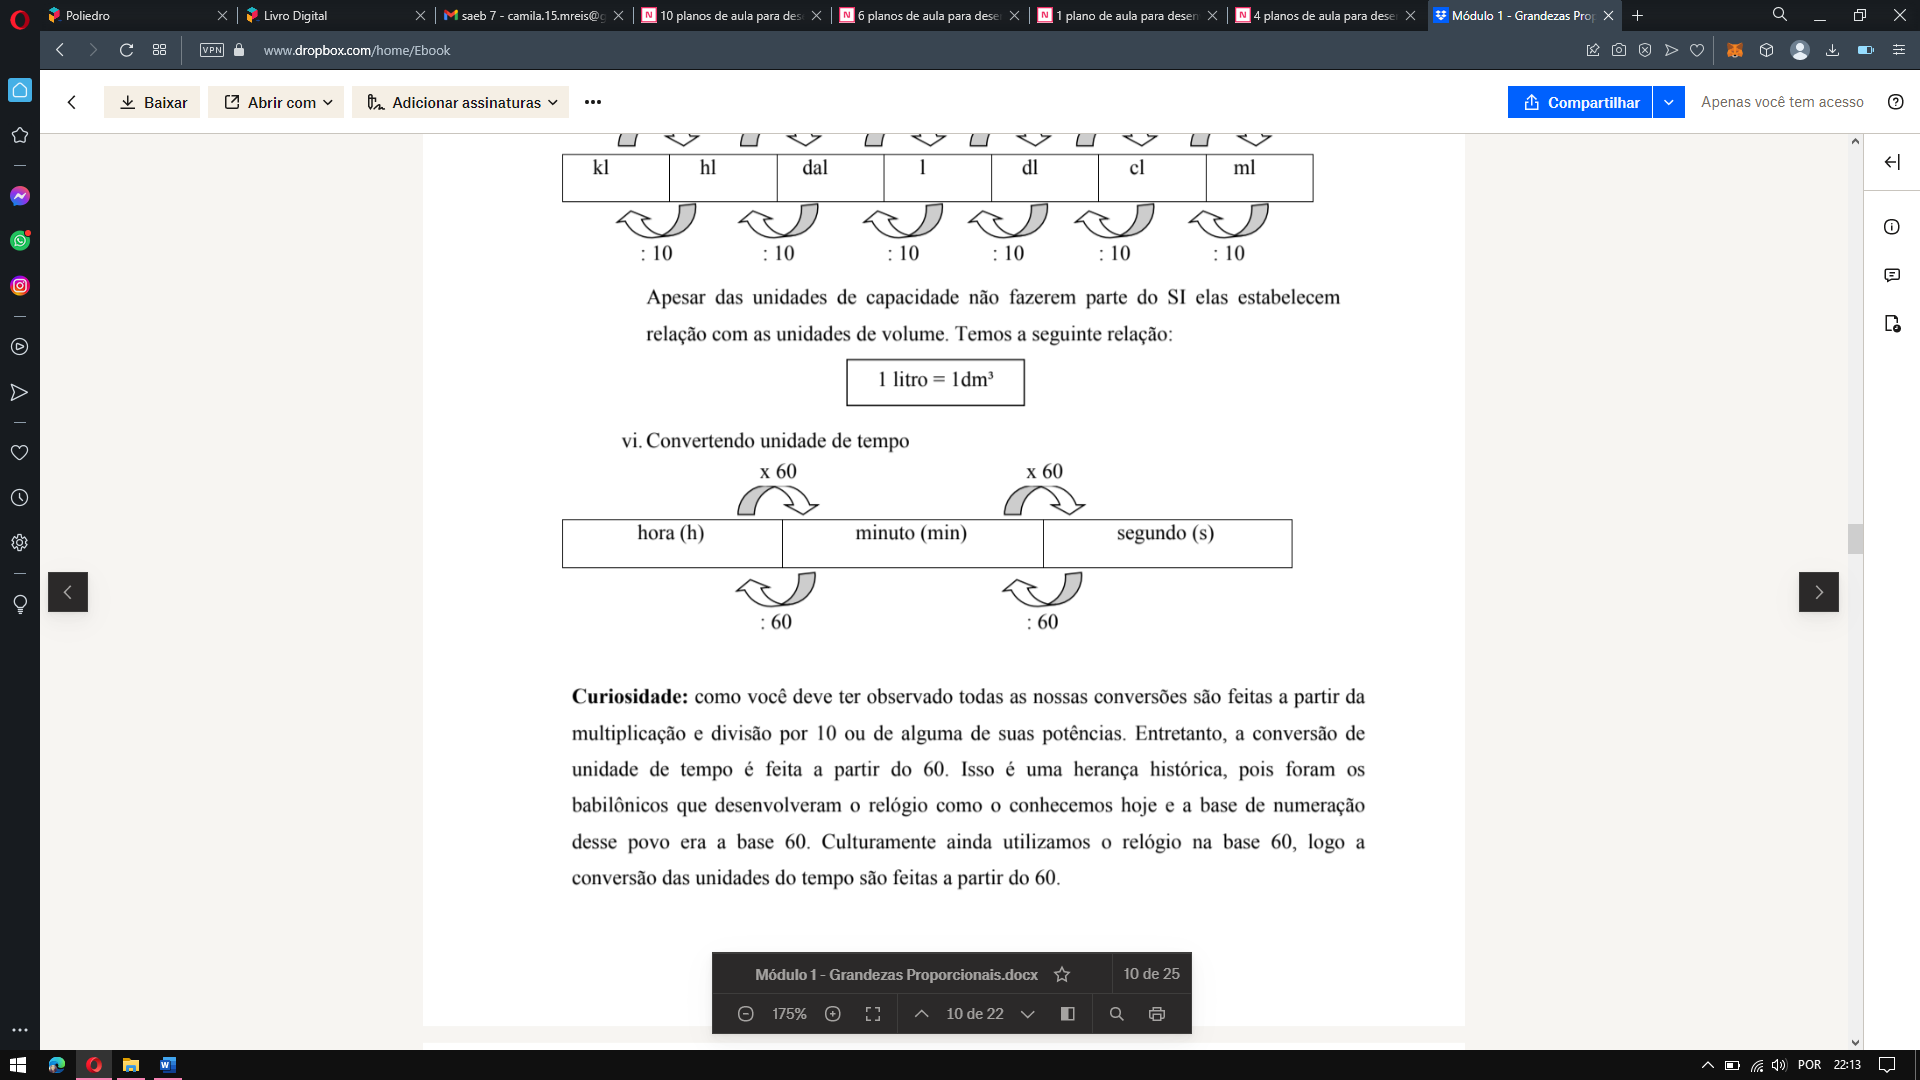 Poliedro
Livro Digital
saeb 7 - camila.15.mreis@g
10 planos de aula para dese
6 planos de aula para desen
1 plano de aula para desen
4 planos de aula para desen
Módulo 1 - Grandezas Prop
VPN
www.dropbox.com/home/Ebook
Baixar
Abrir com
Adicionar assinaturas
Compartilhar
Apenas você tem acesso
kl hl dal l dl cl ml
: 10 : 10 : 10 : 10 : 10 : 10
Apesar das unidades de capacidade não fazerem parte do SI elas estabelecem
relação com as unidades de volume. Temos a seguinte relação:
1 litro = 1dm³
vi. Convertendo unidade de tempo
x 60 x 60
hora (h) minuto (min) segundo (s)
: 60 : 60
Curiosidade: como você deve ter observado todas as nossas conversões são feitas a partir da
multiplicação e divisão por 10 ou de alguma de suas potências. Entretanto, a conversão de
unidade de tempo é feita a partir do 60. Isso é uma herança histórica, pois foram os
babilônicos que desenvolveram o relógio como o conhecemos hoje e a base de numeração
desse povo era a base 60. Culturamente ainda utilizamos o relógio na base 60, logo a
conversão das unidades do tempo são feitas a partir do 60.
Módulo 1 - Grandezas Proporcionais.docx
10 de 25
175%
10 de 22
POR
22:13